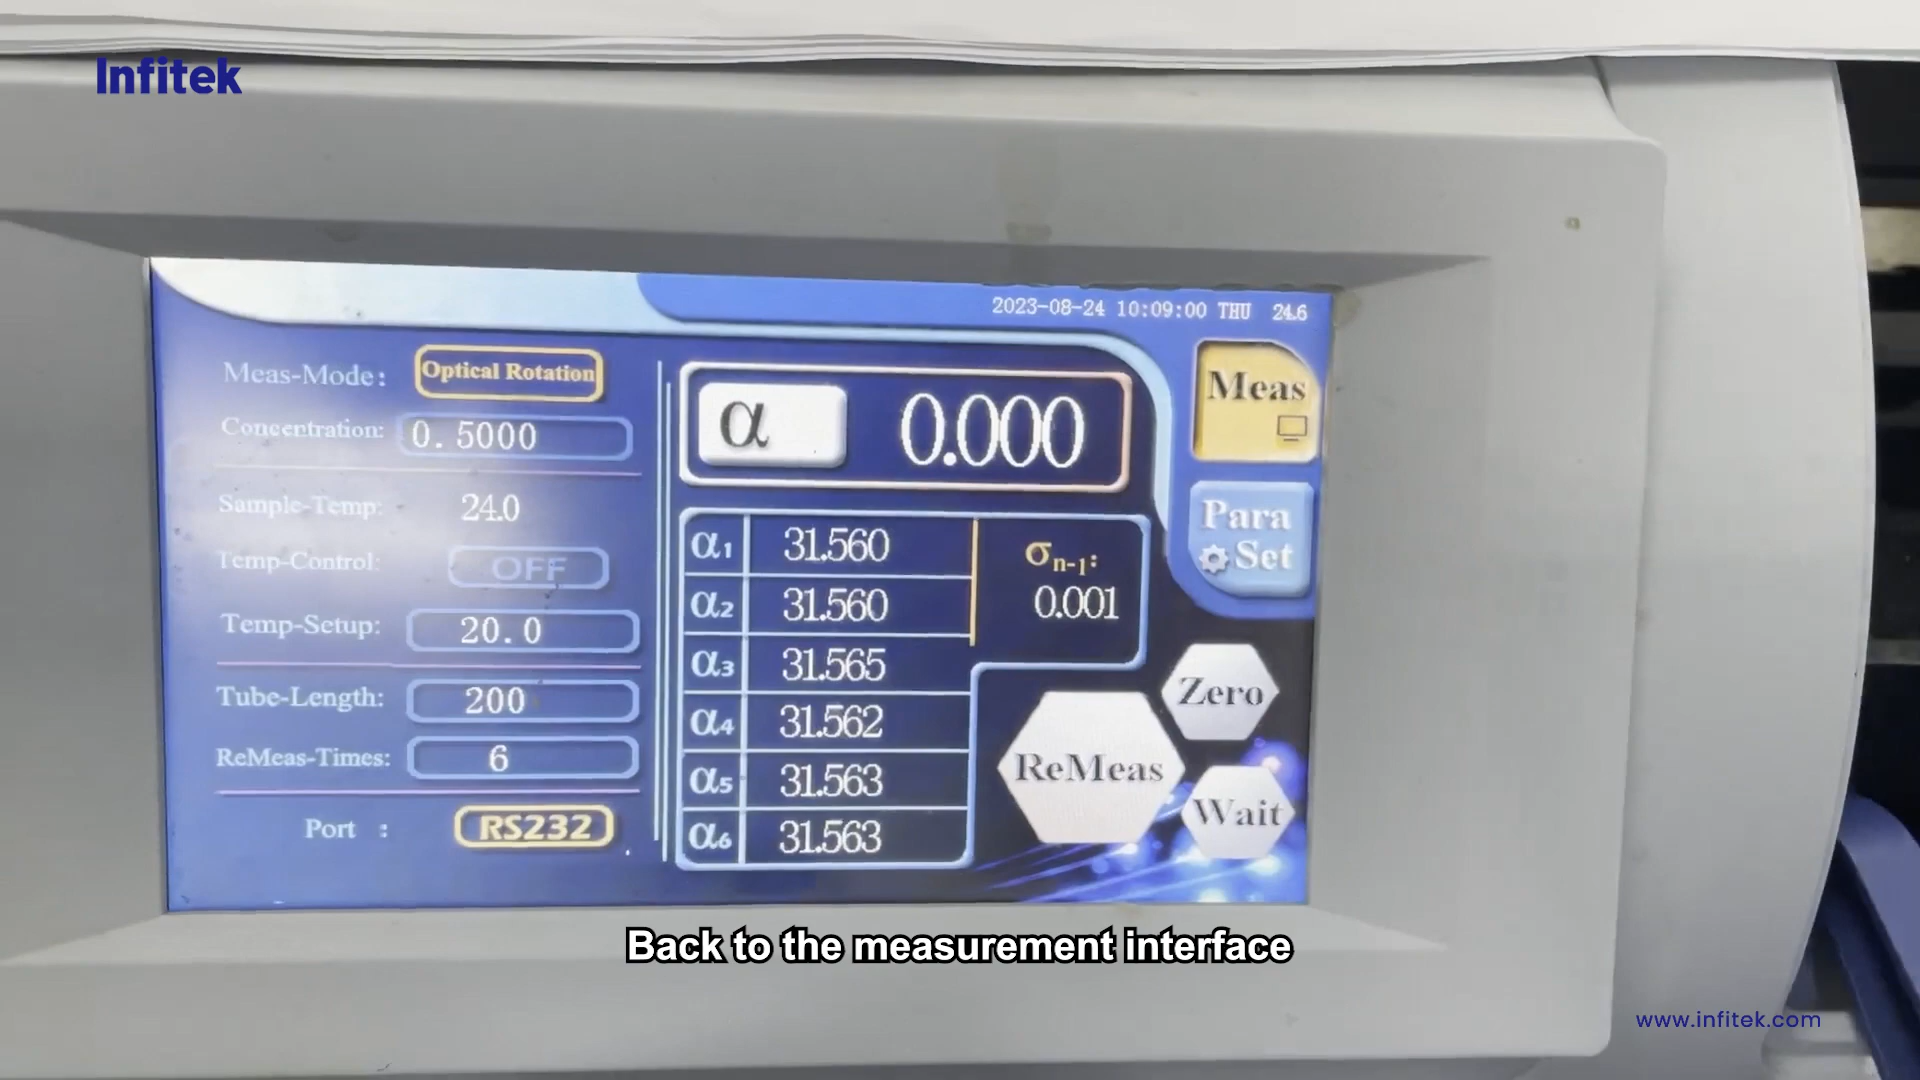 Infitek
2023-08-24 10:09:00 THU 24.6
Meas-Mode: Optical Rotation
Concentration: 0.5000
Sample-Temp: 24.0
Temp-Control: OFF
Temp-Setup: 20.0
Tube-Length: 200
ReMeas-Times: 6
Port : RS232
α 0.000
α1 31.560
α2 31.560
α3 31.565
α4 31.562
α5 31.563
α6 31.563
σn-1:
0.001
Meas
Para
Set
Zero
ReMeas
Wait
Back to the measurement interface
www.infitek.com